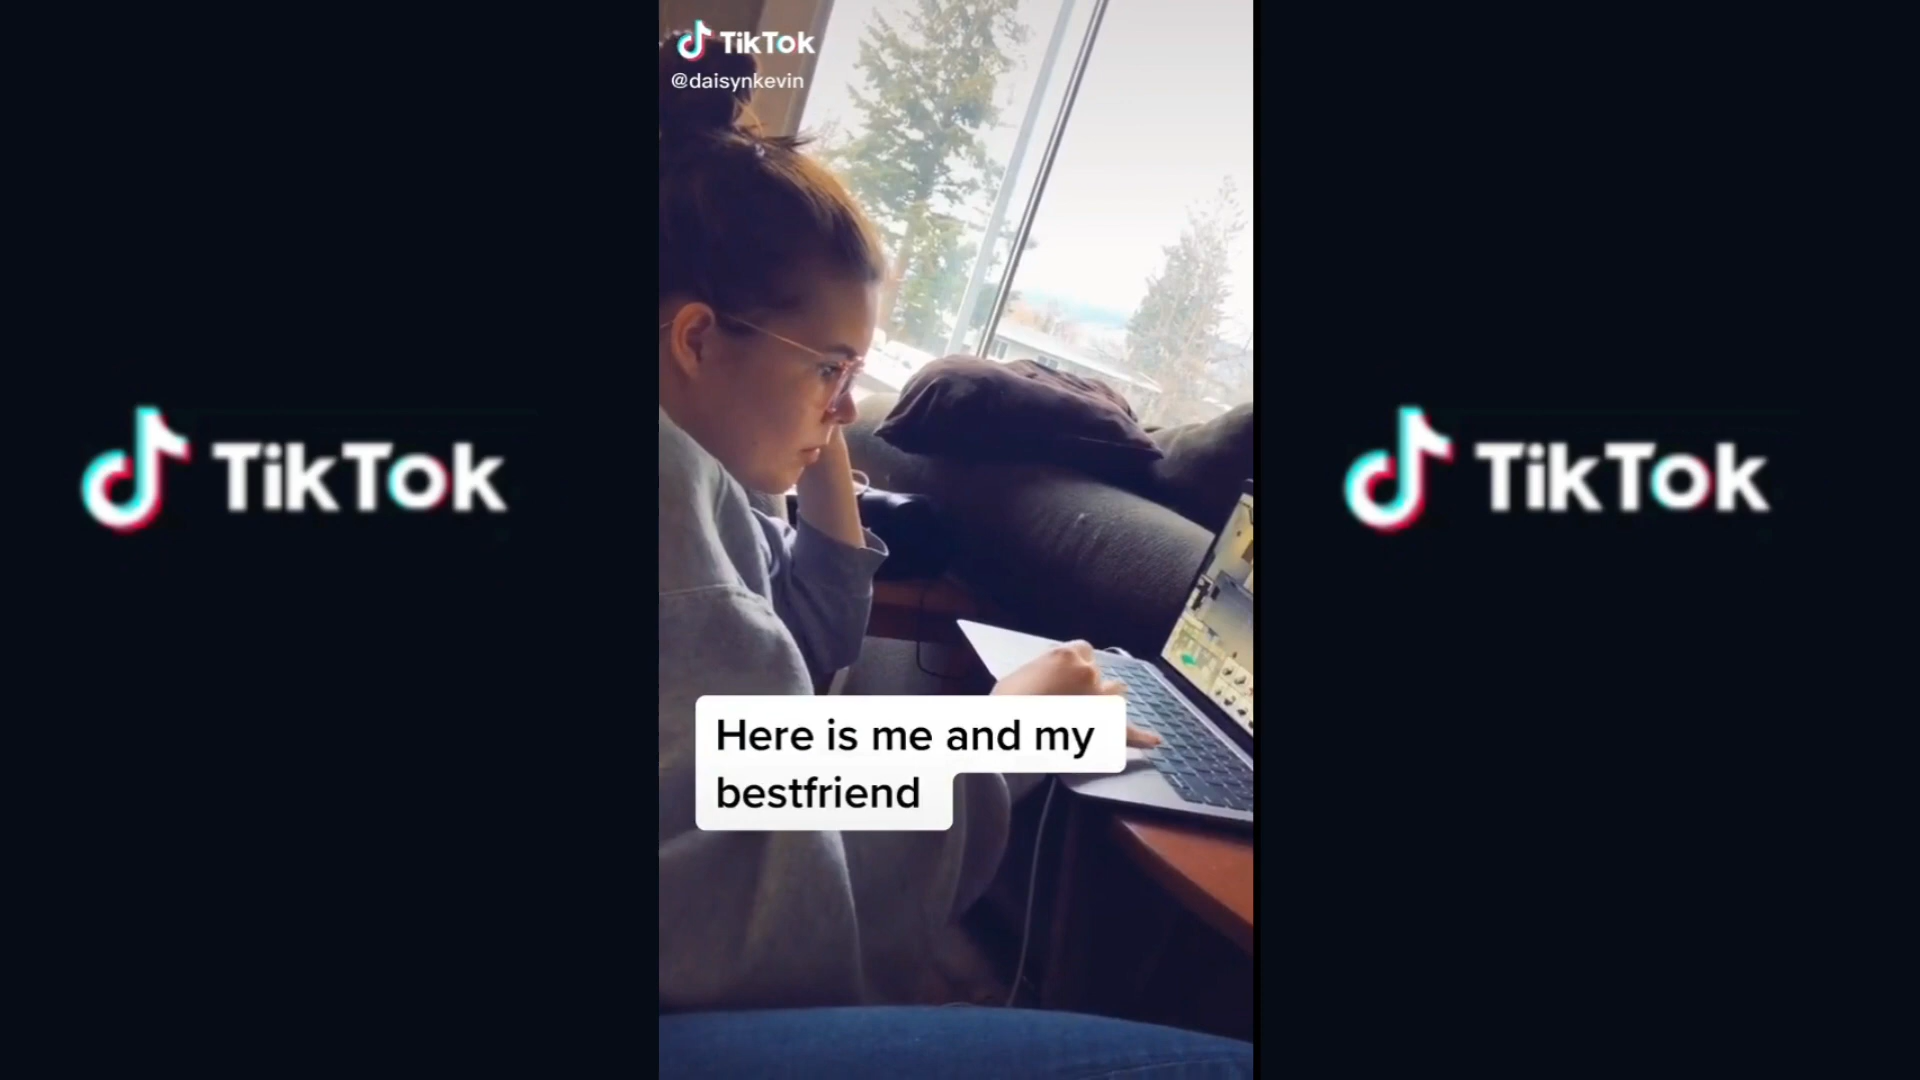 TikTok
@daisynkevin
TikTok
TikTok
Here is me and my
bestfriend